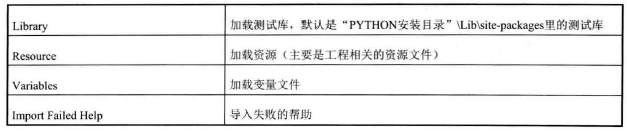 Library 加载测试库，默认是“PYTHON安装目录”\Lib\site-packages里的测试库
Resource 加载资源（主要是工程相关的资源文件）
Variables 加载变量文件
Import Failed Help 导入失败的帮助